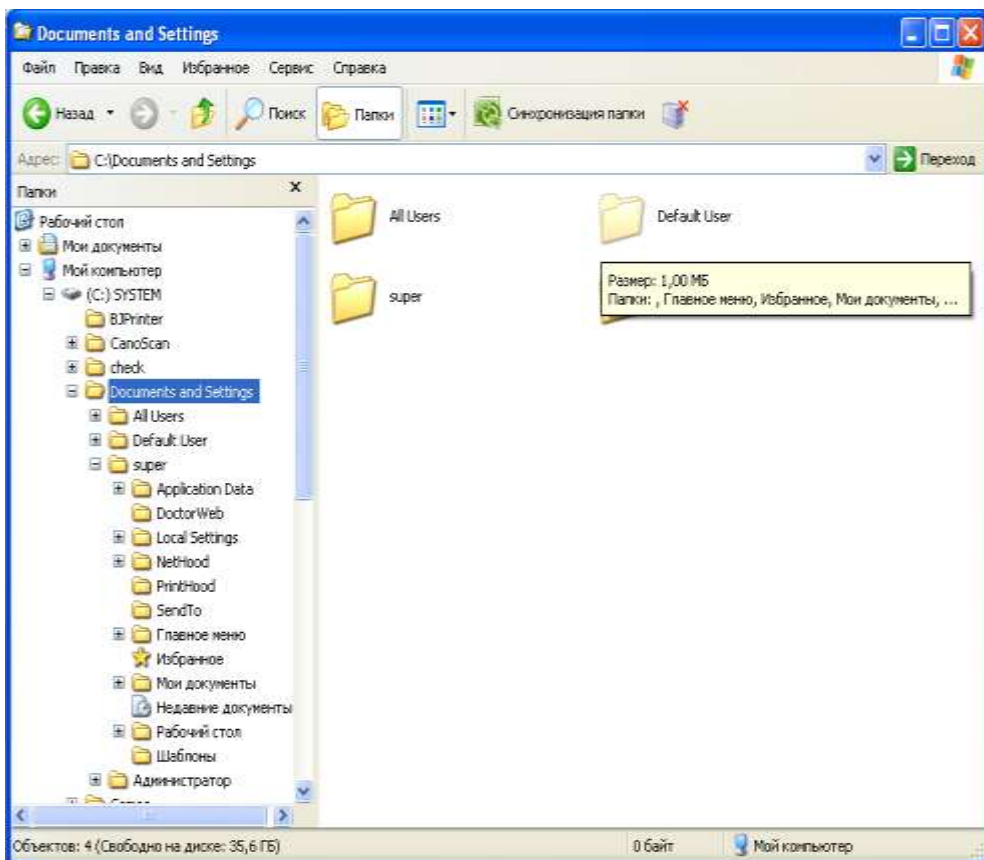 Documents and Settings
Файл Правка Вид Избранное Сервис Справка
Назад Поиск Папки Синхронизация папки
Адрес: C:\Documents and Settings Переход
Папки x
Рабочий стол
Мои документы
Мой компьютер
(C:) SYSTEM
BJPrinter
CanoScan
check
Documents and Settings
All Users
Default User
super
Application Data
DoctorWeb
Local Settings
NetHood
PrintHood
SendTo
Главное меню
Избранное
Мои документы
Недавние документы
Рабочий стол
Шаблоны
Администратор
All Users Default User
super
Размер: 1,00 МБ
Папки: , Главное меню, Избранное, Мои документы, ...
Объектов: 4 (Свободно на диске: 35,6 ГБ) 0 байт Мой компьютер